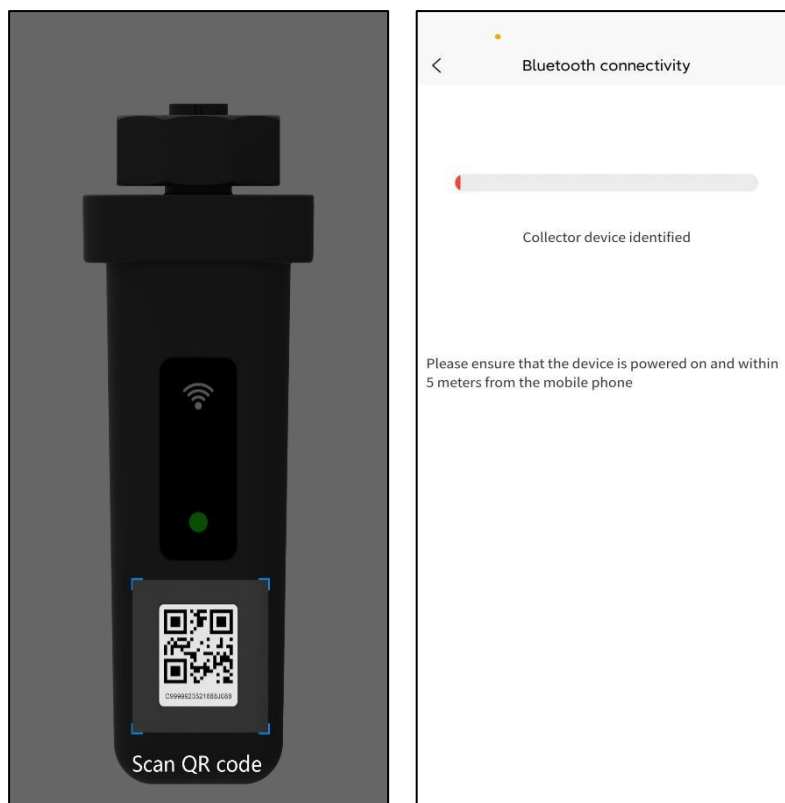 C9999923521688J088
Scan QR code
Bluetooth connectivity
Collector device identified
Please ensure that the device is powered on and within
5 meters from the mobile phone